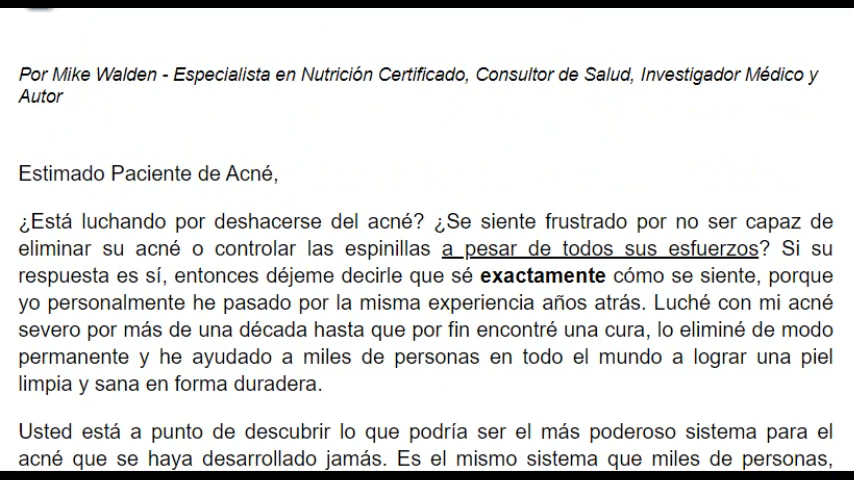 Por Mike Walden - Especialista en Nutrición Certificado, Consultor de Salud, Investigador Médico y
Autor
Estimado Paciente de Acné,
¿Está luchando por deshacerse del acné? ¿Se siente frustrado por no ser capaz de
eliminar su acné o controlar las espinillas a pesar de todos sus esfuerzos? Si su
respuesta es sí, entonces déjeme decirle que sé exactamente cómo se siente, porque
yo personalmente he pasado por la misma experiencia años atrás. Luché con mi acné
severo por más de una década hasta que por fin encontré una cura, lo eliminé de modo
permanente y he ayudado a miles de personas en todo el mundo a lograr una piel
limpia y sana en forma duradera.
Usted está a punto de descubrir lo que podría ser el más poderoso sistema para el
acné que se haya desarrollado jamás. Es el mismo sistema que miles de personas,